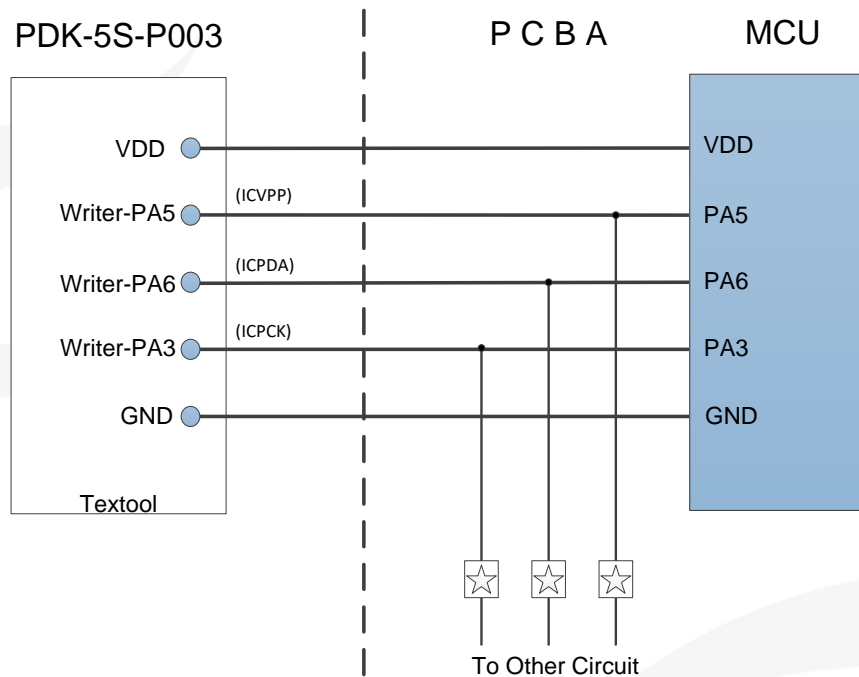 PDK-5S-P003
P C B A
MCU
VDD
VDD
Writer-PA5
(ICVPP)
PA5
Writer-PA6
(ICPDA)
PA6
Writer-PA3
(ICPCK)
PA3
GND
GND
Textool
To Other Circuit